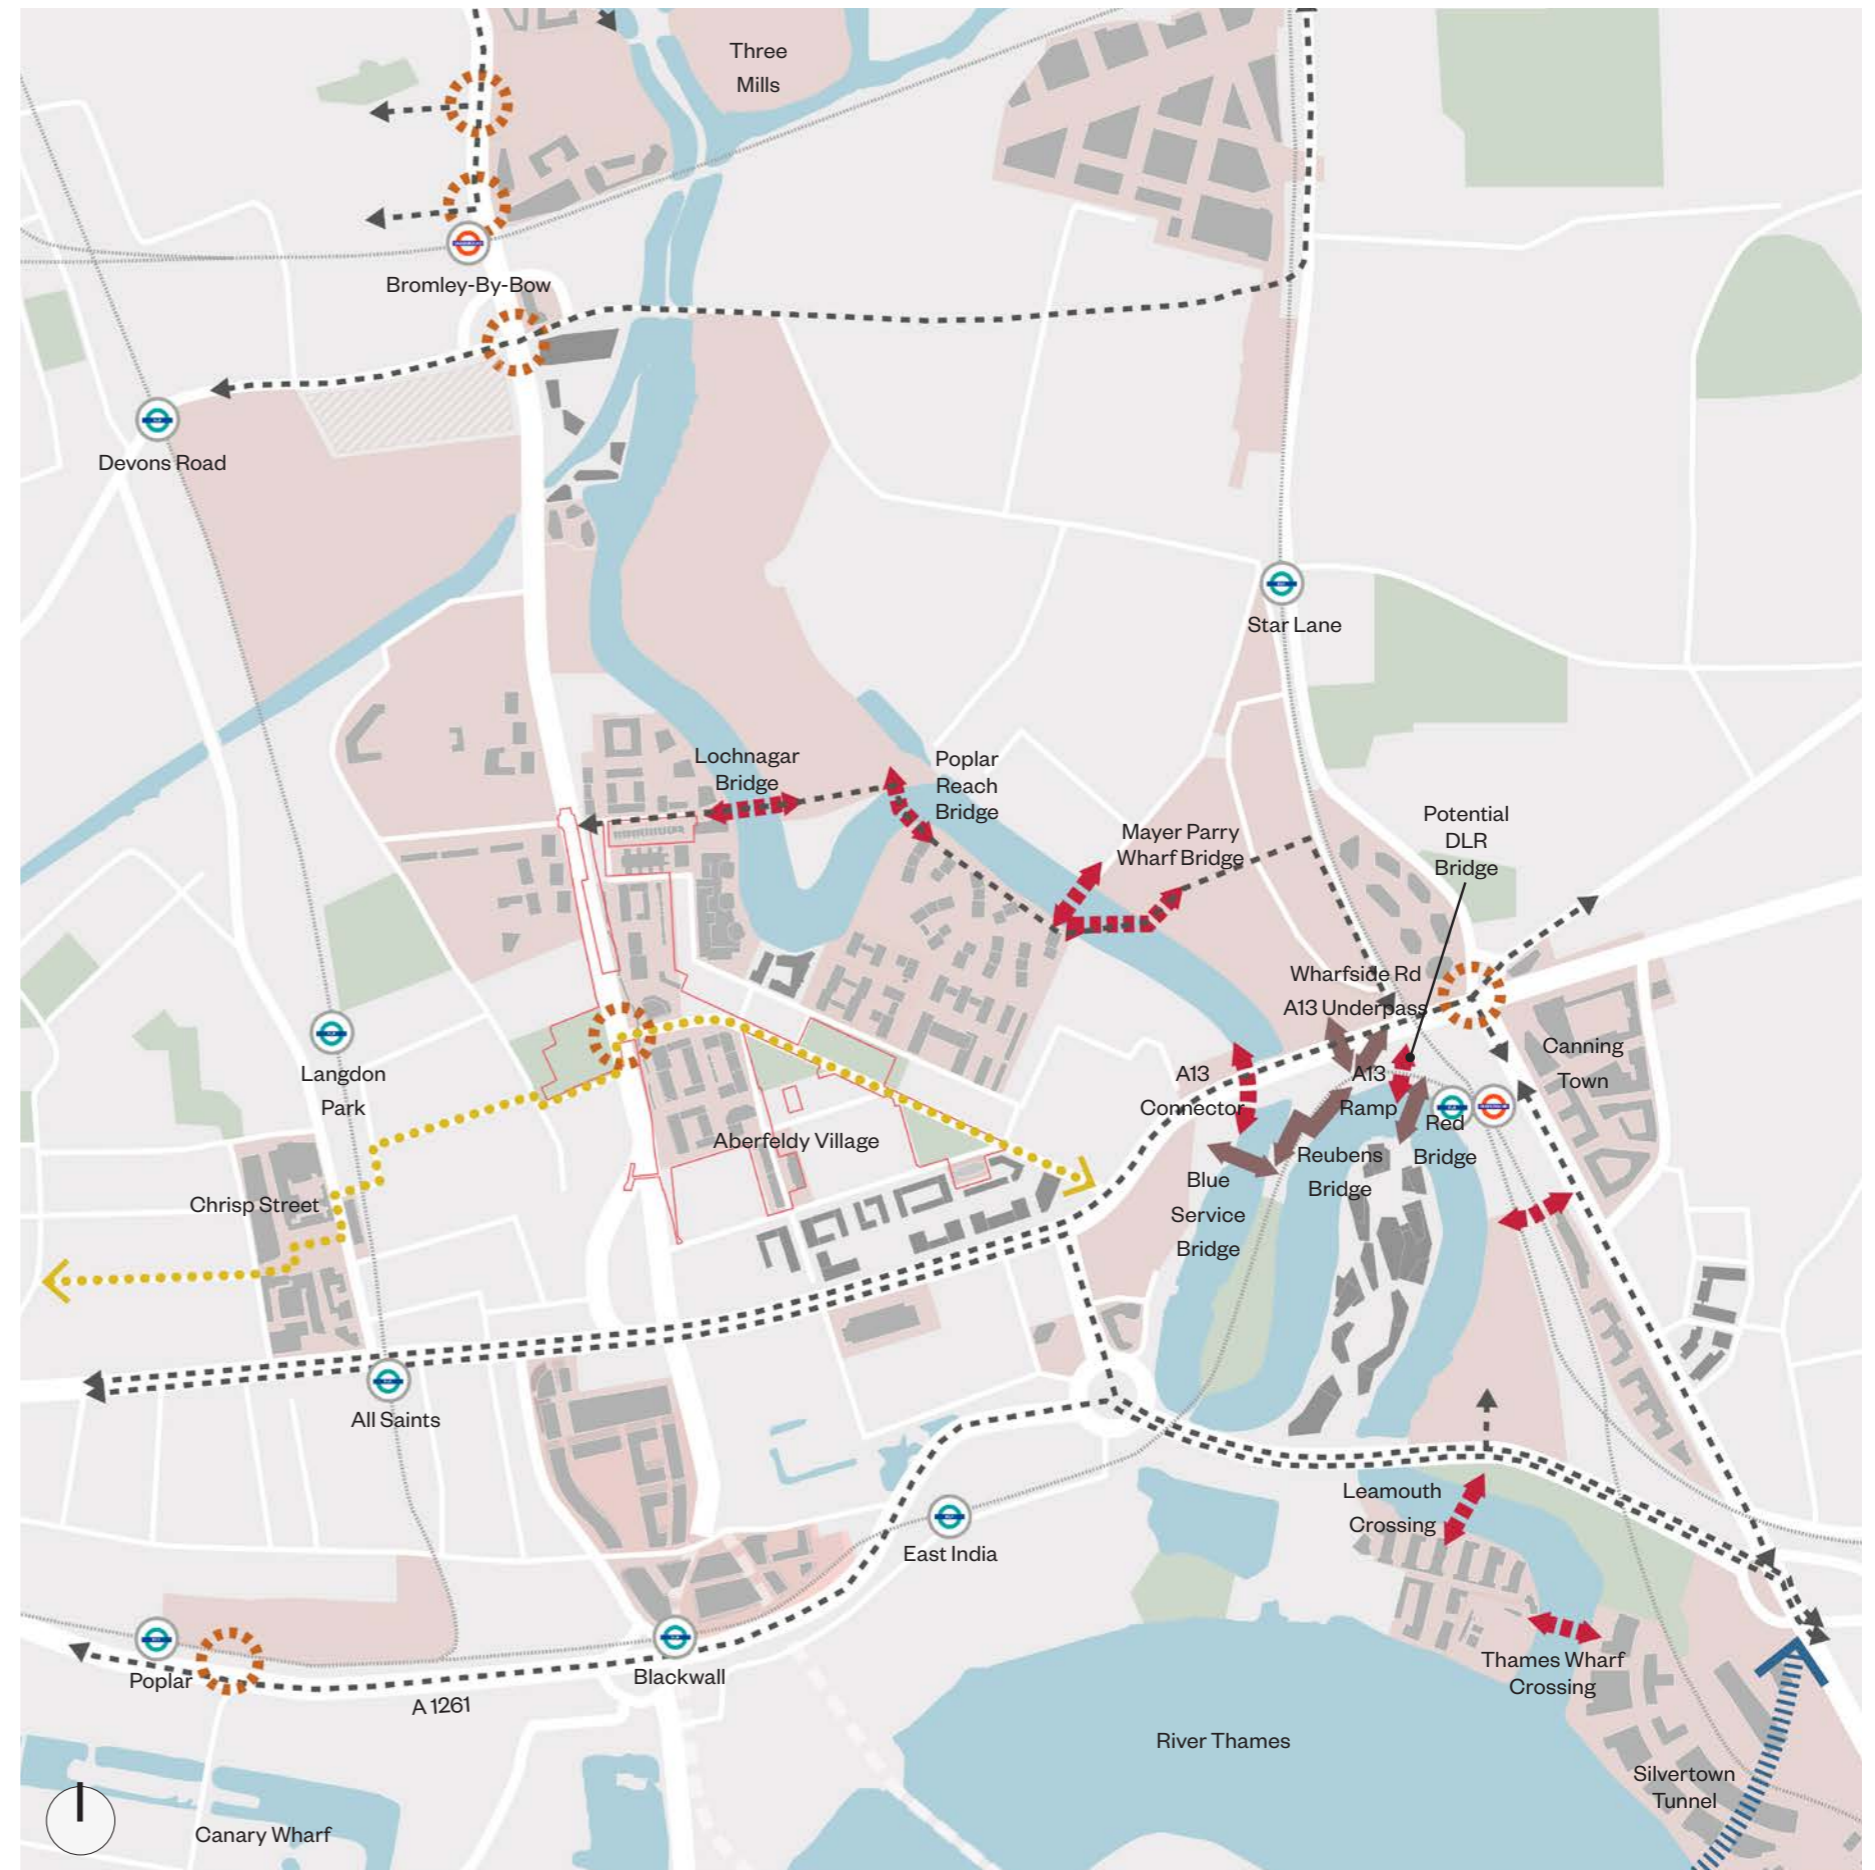 Three
Mills
Bromley-By-Bow
Devons Road
Star Lane
Lochnagar
Bridge
Poplar
Reach
Bridge
Mayer Parry
Wharf Bridge
Potential
DLR
Bridge
Wharfside Rd
A13 Underpass
Langdon
Park
Canning
Town
A13
Connector
A13
Ramp
Red
Bridge
Aberfeldy Village
Reubens
Bridge
Blue
Service
Bridge
Chrisp Street
All Saints
Leamouth
Crossing
East India
Poplar
Blackwall
A 1261
Thames Wharf
Crossing
River Thames
Silvertown
Tunnel
Canary Wharf